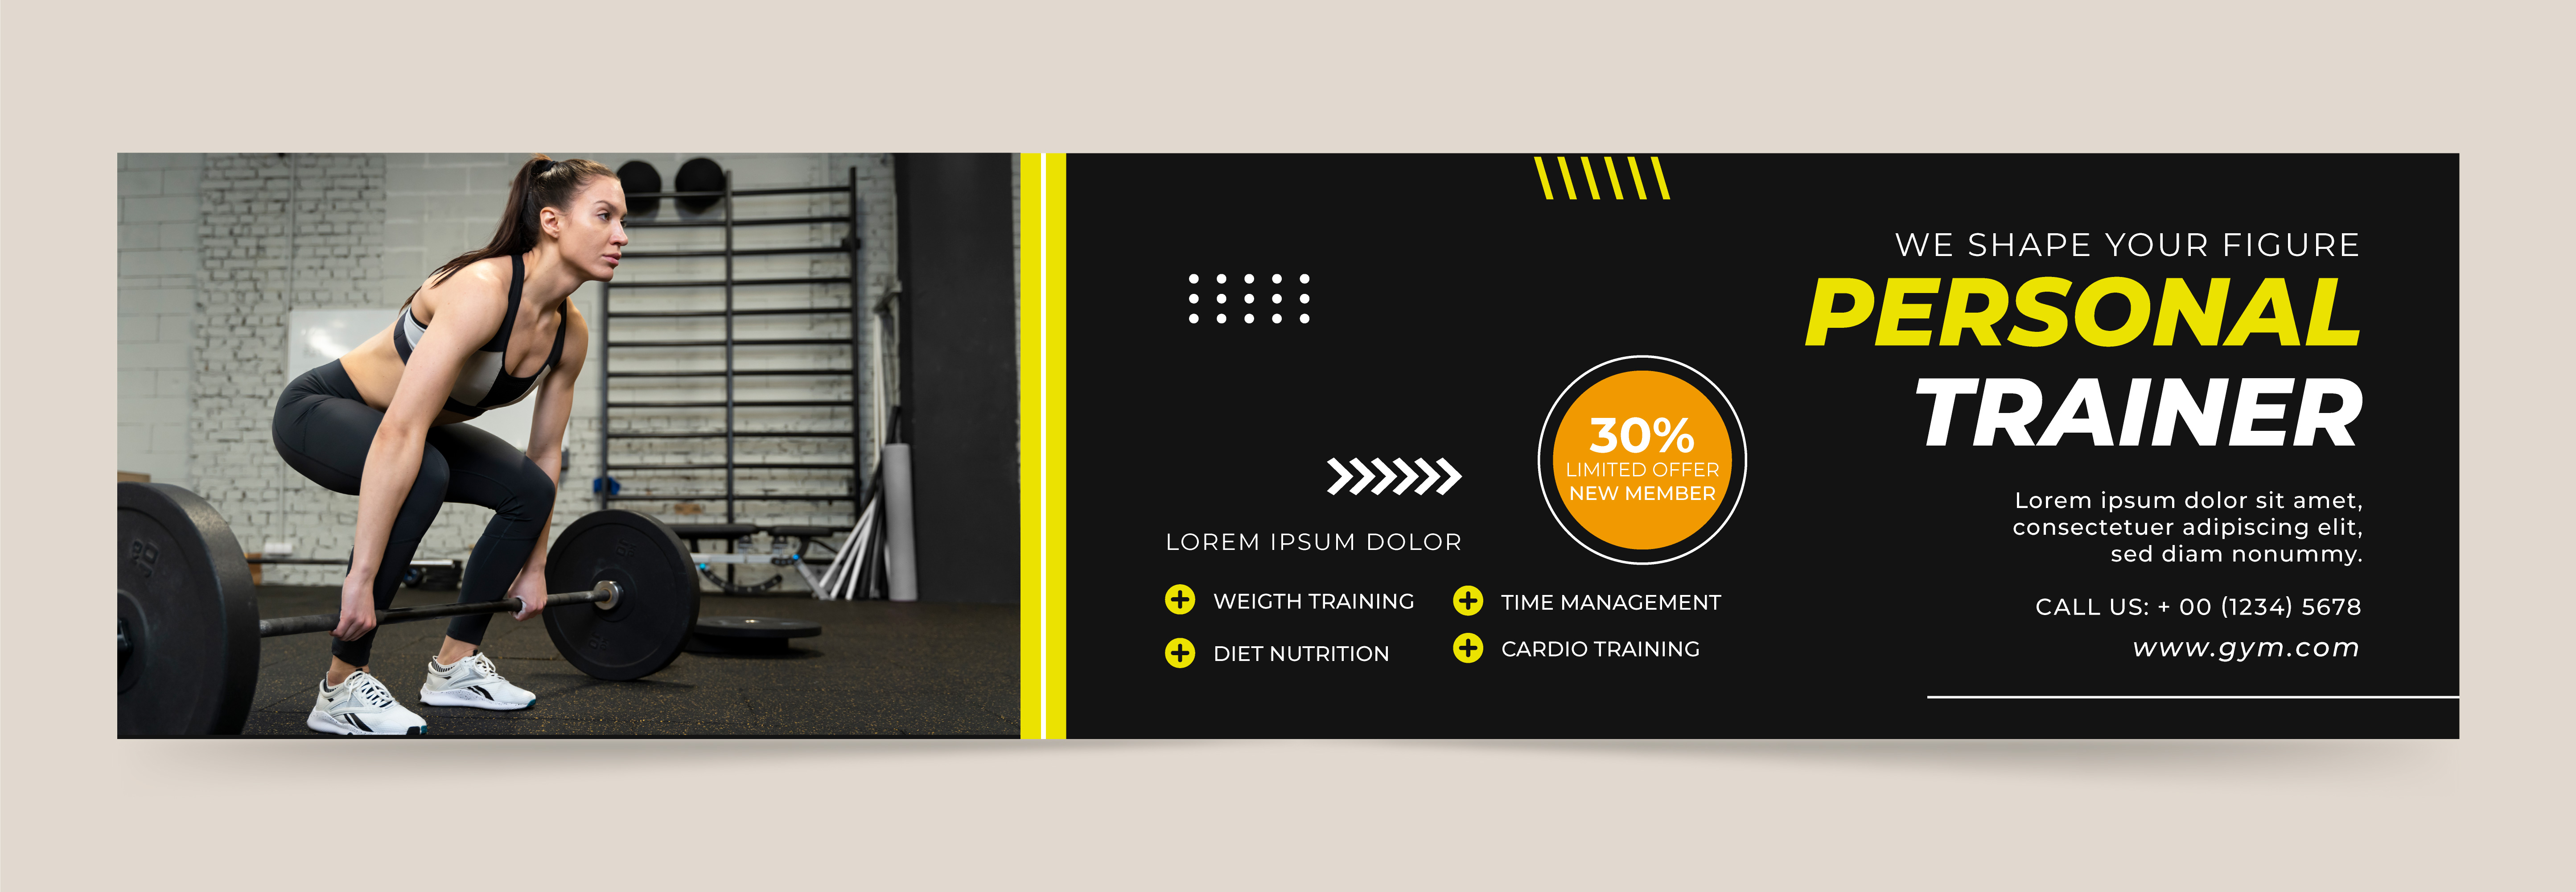 WE SHAPE YOUR FIGURE
PERSONAL
TRAINER
30%
LIMITED OFFER
NEW MEMBER
Lorem ipsum dolor sit amet,
consectetuer adipiscing elit,
sed diam nonummy.
LOREM IPSUM DOLOR
WEIGTH TRAINING
TIME MANAGEMENT
DIET NUTRITION
CARDIO TRAINING
CALL US: + 00 (1234) 5678
www.gym.com